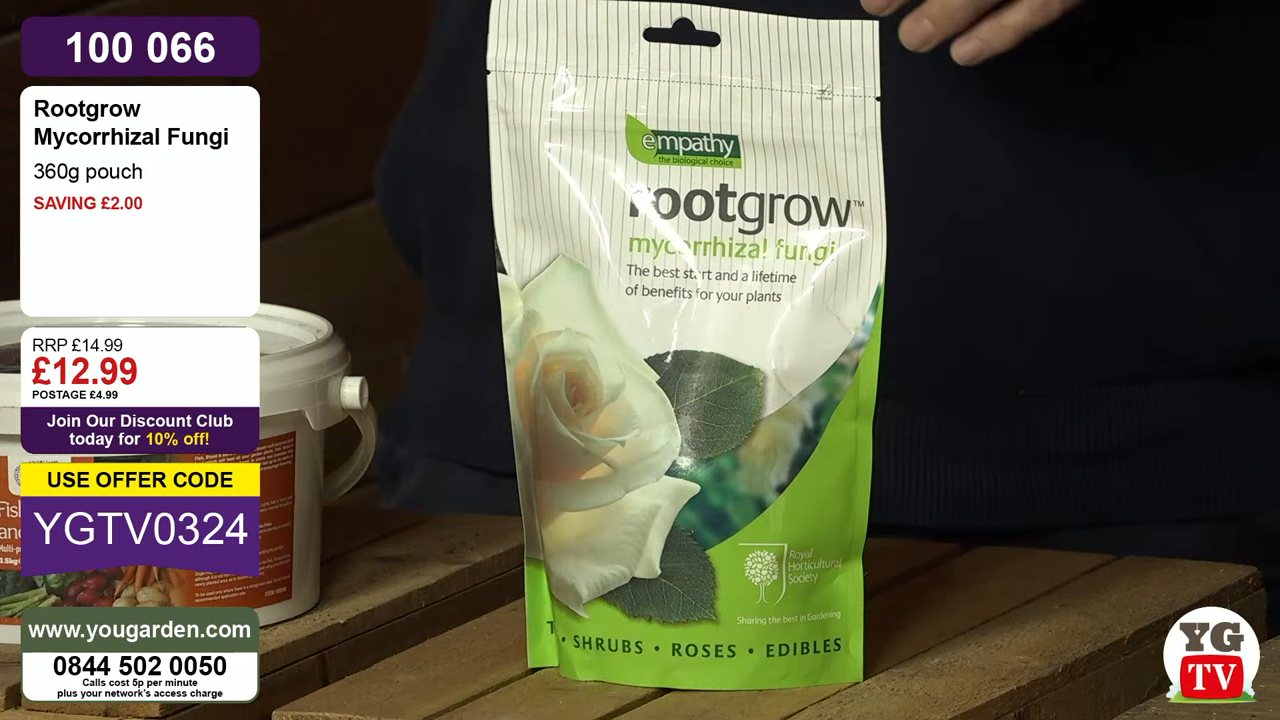 100 066
Rootgrow
Mycorrhizal Fungi
360g pouch
SAVING £2.00
RRP £14.99
£12.99
POSTAGE £4.99
Join Our Discount Club
today for 10% off!
USE OFFER CODE
YGTV0324
www.yougarden.com
0844 502 0050
Calls cost 5p per minute
plus your network's access charge
empathy
the biological choice
rootgrow™
mycorrhizal fungi
The best start and a lifetime
of benefits for your plants
Royal
Horticultural
Society
Sharing the best in Gardening
• SHRUBS • ROSES • EDIBLES
YG
TV